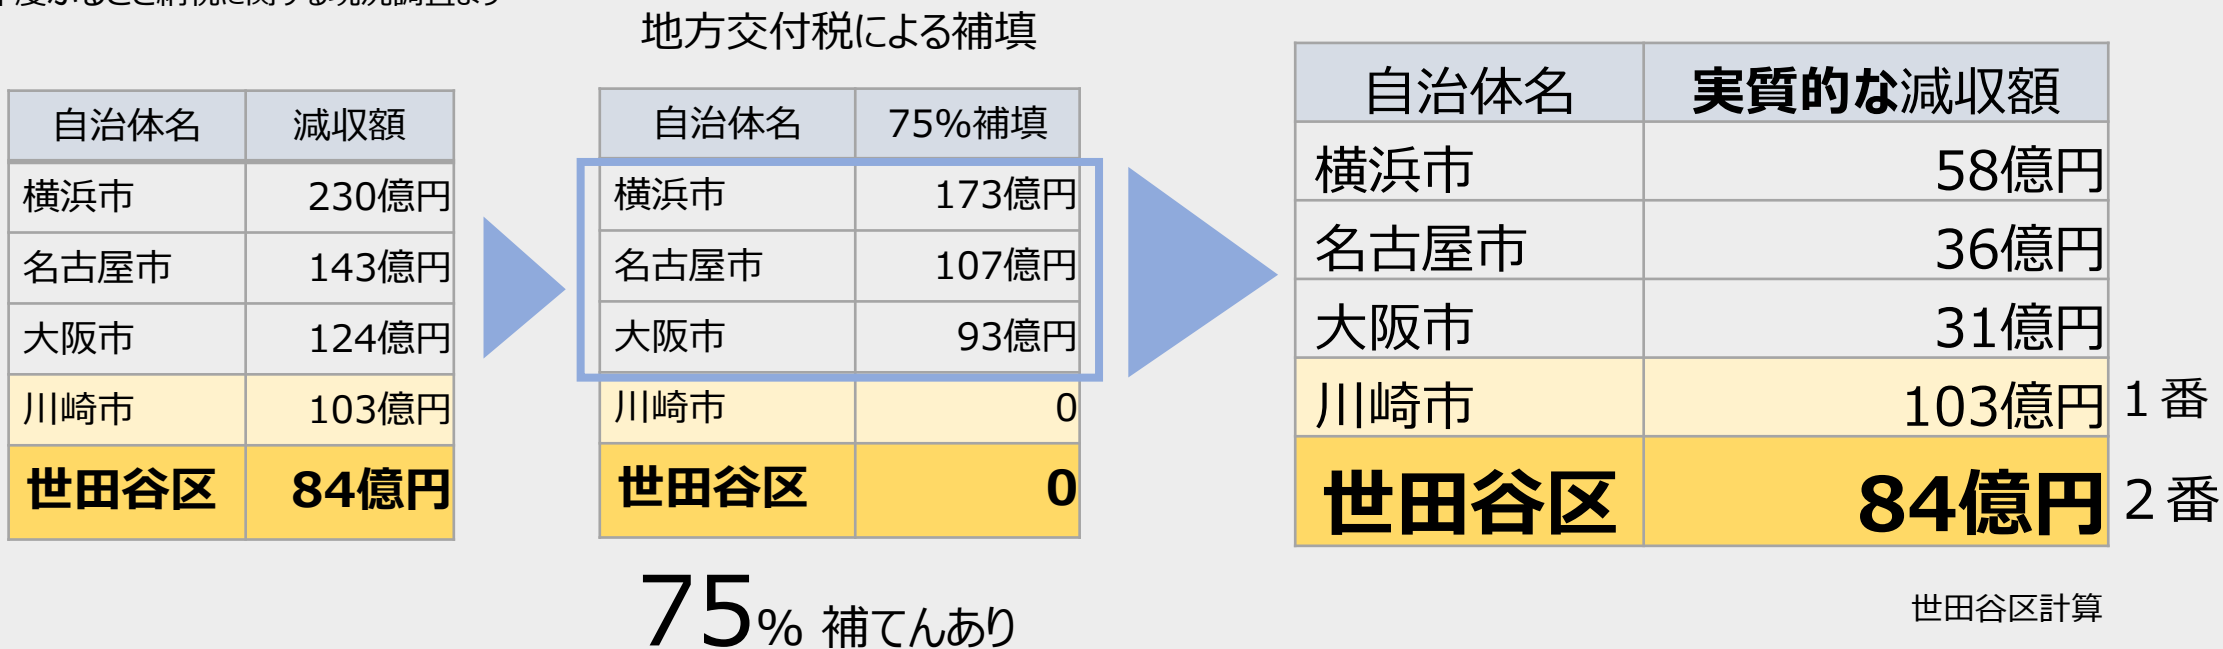 地方交付税による補填
自治体名 減収額
横浜市 230億円
名古屋市 143億円
大阪市 124億円
川崎市 103億円
世田谷区 84億円
自治体名 75%補填
横浜市 173億円
名古屋市 107億円
大阪市 93億円
川崎市 0
世田谷区 0
75% 補てんあり
自治体名 実質的な減収額
横浜市 58億円
名古屋市 36億円
大阪市 31億円
川崎市 103億円 1番
世田谷区 84億円 2番
世田谷区計算